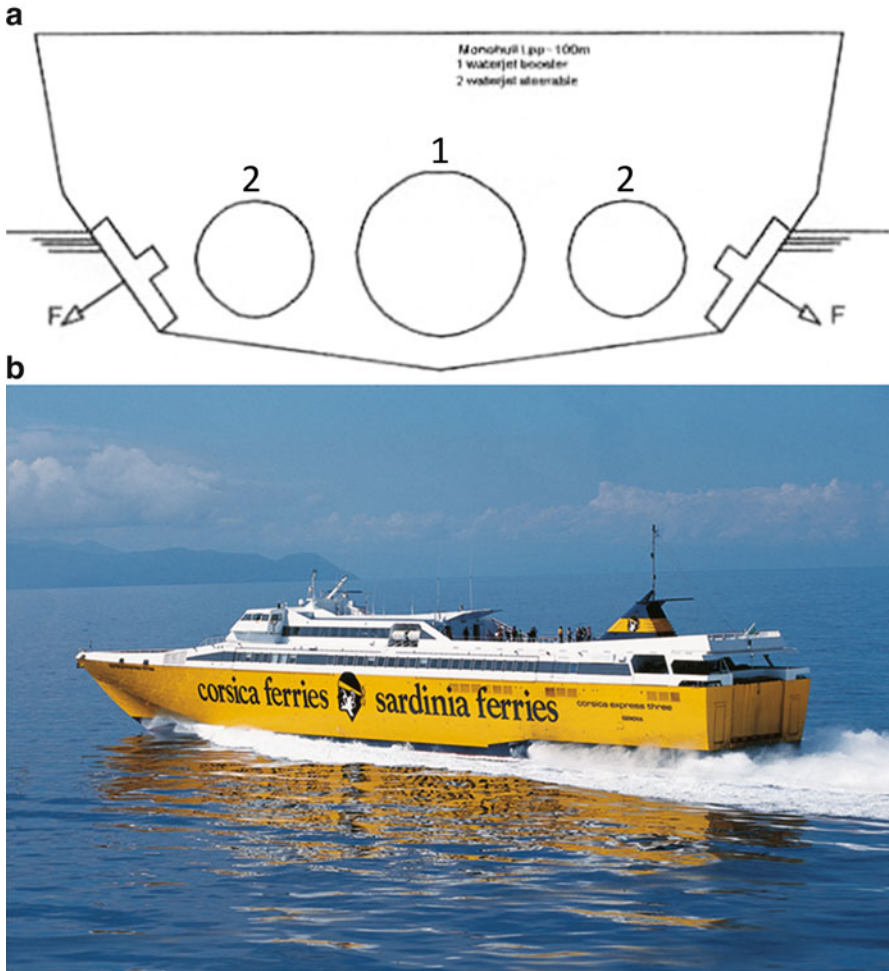 a
Monohull Lpp-100m
1 waterjet booster
2 waterjet steerable
1
2 2
F F
b
corsica ferries sardinia ferries
corsica express three
GENOVA